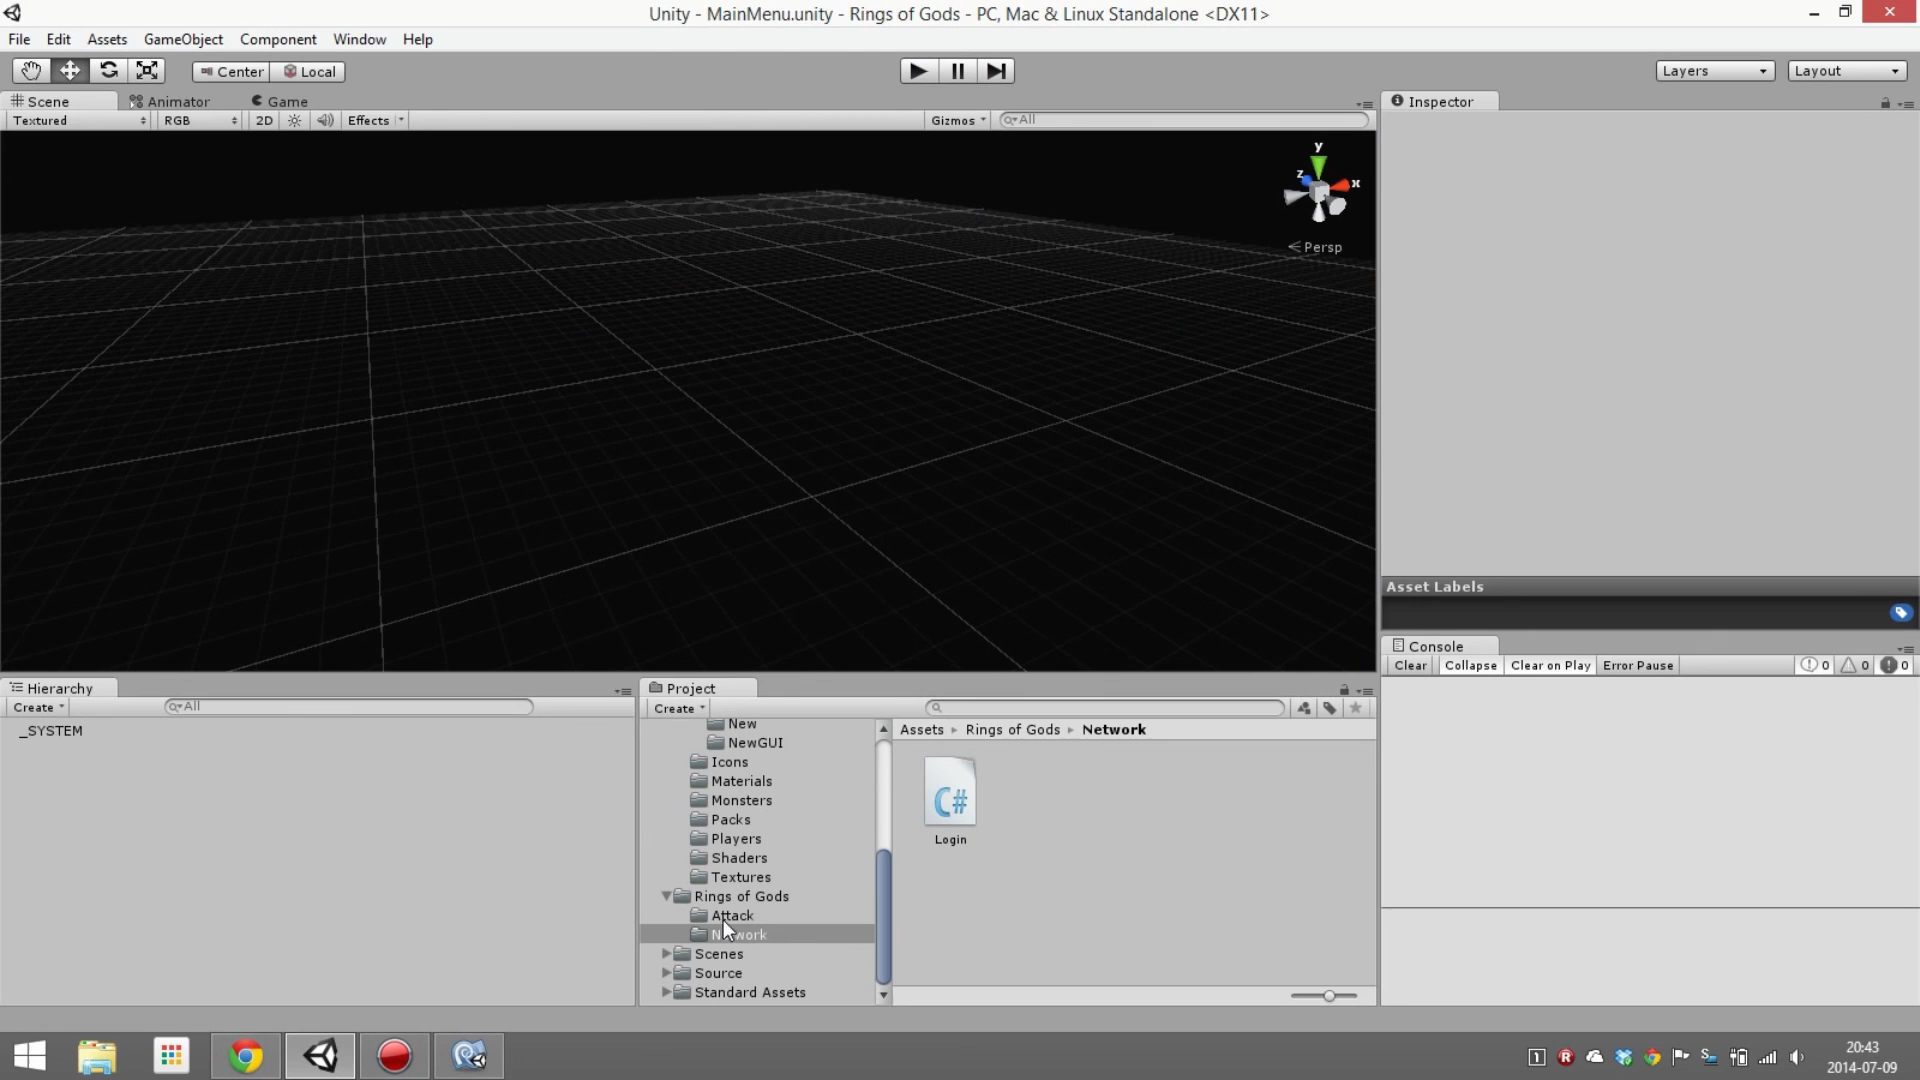 Unity - MainMenu.unity - Rings of Gods - PC, Mac & Linux Standalone <DX11>
File Edit Assets GameObject Component Window Help
Center Local
Layers Layout
Scene Animator Game
Inspector
Textured RGB 2D Effects Gizmos All
y
z x
Persp
Asset Labels
Console
Clear Collapse Clear on Play Error Pause 0 0 0
Hierarchy
Create All
_SYSTEM
Project
Create
New
NewGUI
Icons
Materials
Monsters
Packs
Players
Shaders
Textures
Rings of Gods
Attack
Network
Scenes
Source
Standard Assets
Assets Rings of Gods Network
C#
Login
20:43
2014-07-09